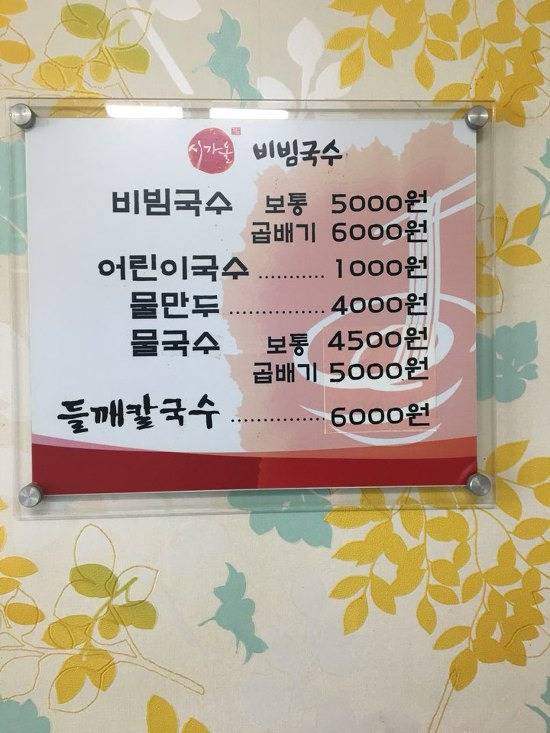 시가올 비빔국수
비빔국수 보통 5000원
곱배기 6000원
어린이국수 ........... 1000원
물만두 ............... 4000원
물국수 보통 4500원
곱배기 5000원
들깨칼국수 ............... 6000원